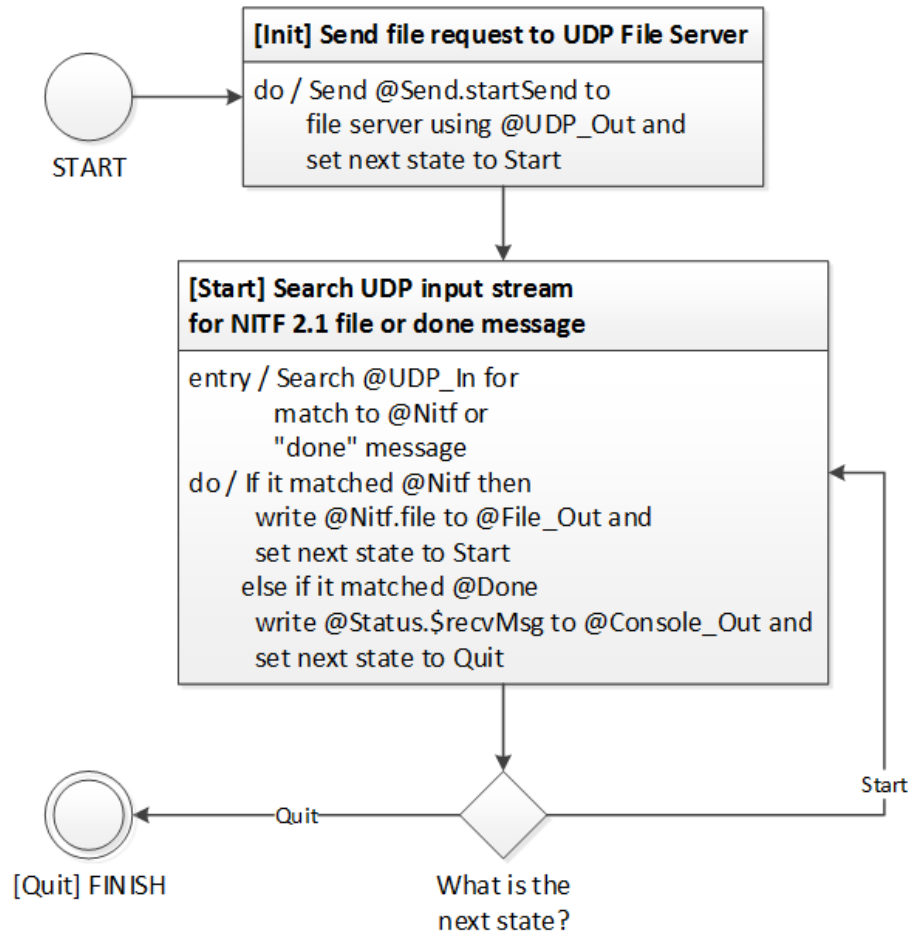 [Init] Send file request to UDP File Server
do / Send @Send.startSend to
file server using @UDP_Out and
set next state to Start
START
[Start] Search UDP input stream
for NITF 2.1 file or done message
entry / Search @UDP_In for
match to @Nitf or
"done" message
do / If it matched @Nitf then
write @Nitf.file to @File_Out and
set next state to Start
else if it matched @Done
write @Status.$recvMsg to @Console_Out and
set next state to Quit
Start
Quit
[Quit] FINISH
What is the
next state?